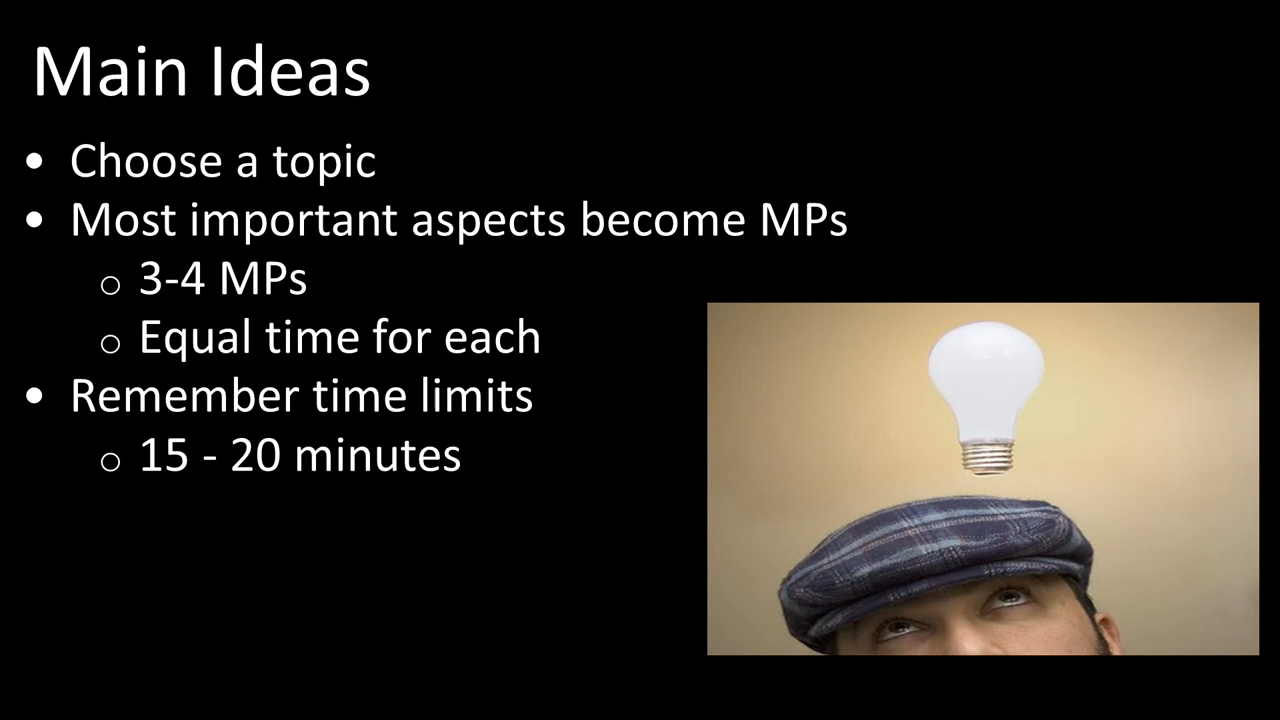 Main Ideas
• Choose a topic
• Most important aspects become MPs
o 3-4 MPs
o Equal time for each
• Remember time limits
o 15 - 20 minutes